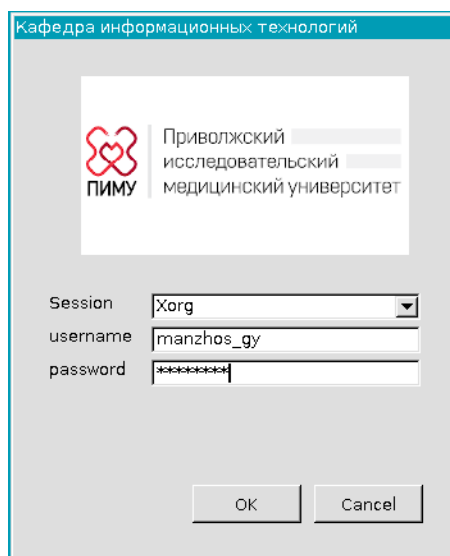 Кафедра информационных технологий
Приволжский
исследовательский
медицинский университет
ПИМУ
Session Xorg
username manzhos_gy
password ********
OK Cancel